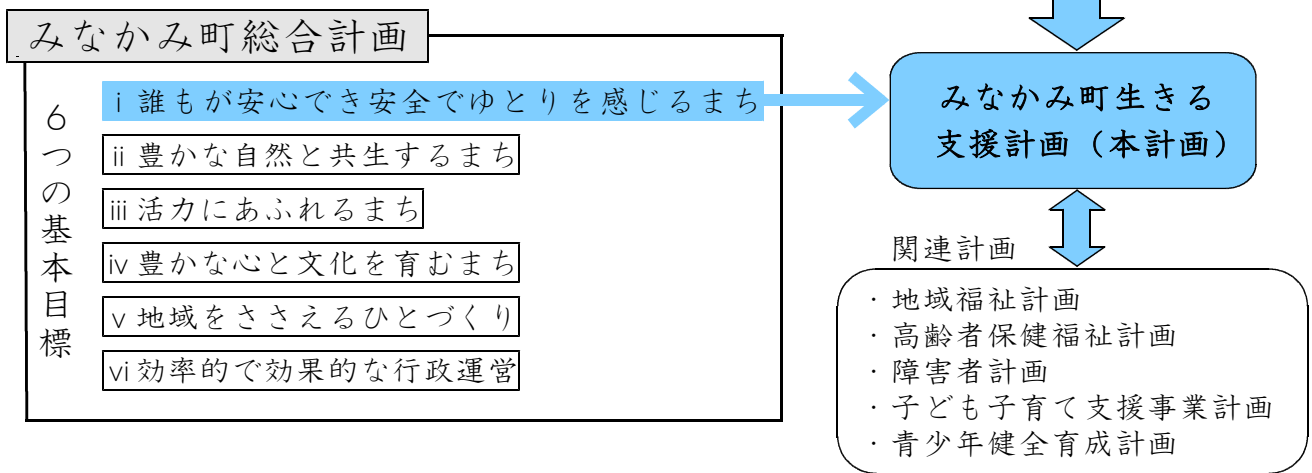 みなかみ町総合計画
6つの基本目標
ⅰ誰もが安心でき安全でゆとりを感じるまち
ⅱ豊かな自然と共生するまち
ⅲ活力にあふれるまち
ⅳ豊かな心と文化を育むまち
ⅴ地域をささえるひとづくり
ⅵ効率的で効果的な行政運営
みなかみ町生きる
支援計画（本計画）
関連計画
・地域福祉計画
・高齢者保健福祉計画
・障害者計画
・子ども子育て支援事業計画
・青少年健全育成計画